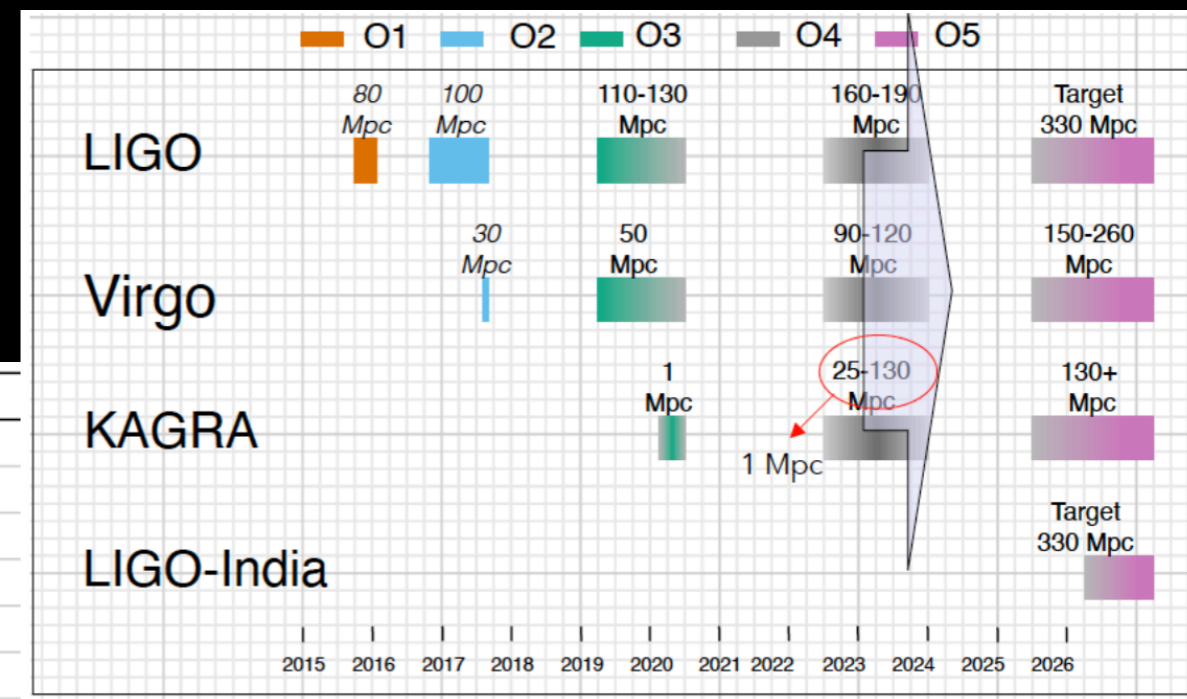 O1 O2 O3 O4 O5
80 100 110-130 160-190 Target
Mpc Mpc Mpc Mpc 330 Mpc
LIGO
30 50 90-120 150-260
Mpc Mpc Mpc Mpc
Virgo
1 25-130 130+
Mpc Mpc Mpc
KAGRA
1 Mpc
Target
330 Mpc
LIGO-India
2015 2016 2017 2018 2019 2020 2021 2022 2023 2024 2025 2026